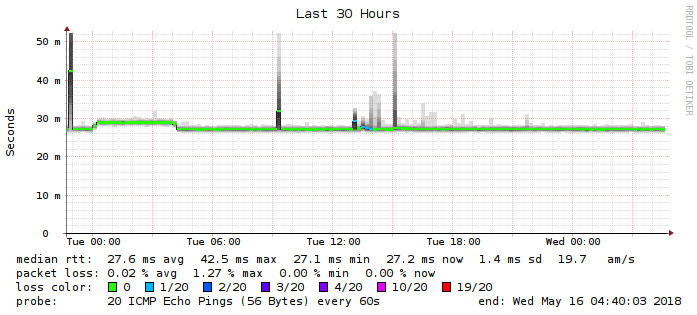 Last 30 Hours
RRDTOOL / TOBI OETIKER
Seconds
50 m
40 m
30 m
20 m
10 m
0
Tue 00:00 Tue 06:00 Tue 12:00 Tue 18:00 Wed 00:00
median rtt: 27.6 ms avg 42.5 ms max 27.1 ms min 27.2 ms now 1.4 ms sd 19.7 am/s
packet loss: 0.02 % avg 1.27 % max 0.00 % min 0.00 % now
loss color: 0 1/20 2/20 3/20 4/20 10/20 19/20
probe: 20 ICMP Echo Pings (56 Bytes) every 60s end: Wed May 16 04:40:03 2018